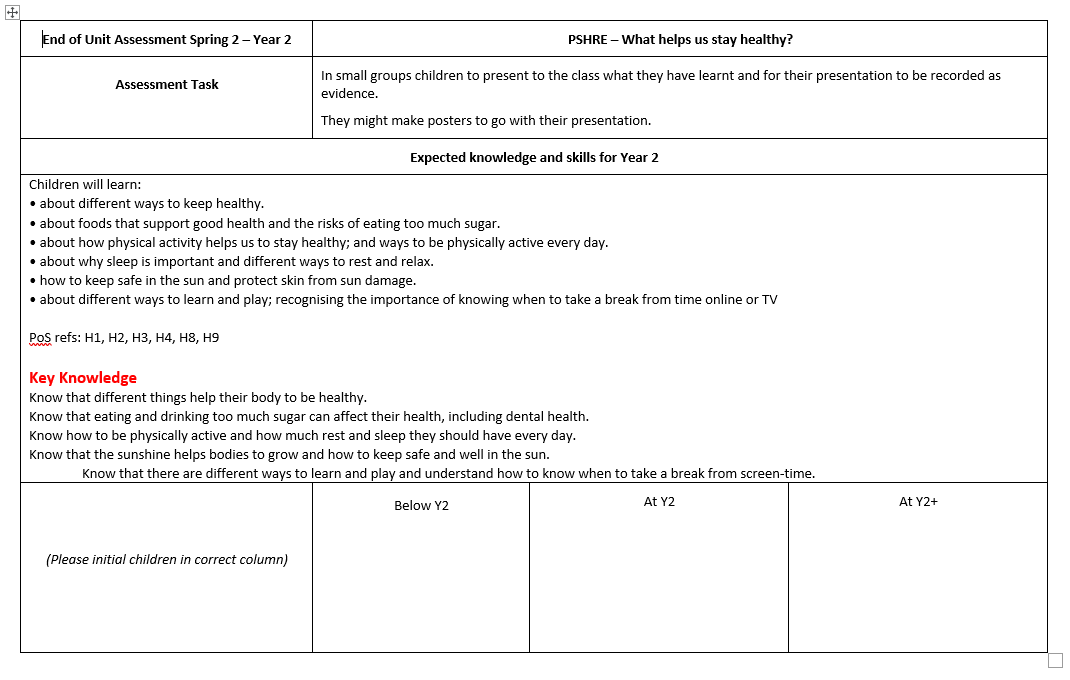 End of Unit Assessment Spring 2 – Year 2
PSHRE – What helps us stay healthy?
Assessment Task
In small groups children to present to the class what they have learnt and for their presentation to be recorded as
evidence.
They might make posters to go with their presentation.
Expected knowledge and skills for Year 2
Children will learn:
• about different ways to keep healthy.
• about foods that support good health and the risks of eating too much sugar.
• about how physical activity helps us to stay healthy; and ways to be physically active every day.
• about why sleep is important and different ways to rest and relax.
• how to keep safe in the sun and protect skin from sun damage.
• about different ways to learn and play; recognising the importance of knowing when to take a break from time online or TV
PoS refs: H1, H2, H3, H4, H8, H9
Key Knowledge
Know that different things help their body to be healthy.
Know that eating and drinking too much sugar can affect their health, including dental health.
Know how to be physically active and how much rest and sleep they should have every day.
Know that the sunshine helps bodies to grow and how to keep safe and well in the sun.
Know that there are different ways to learn and play and understand how to know when to take a break from screen-time.
(Please initial children in correct column)
Below Y2
At Y2
At Y2+